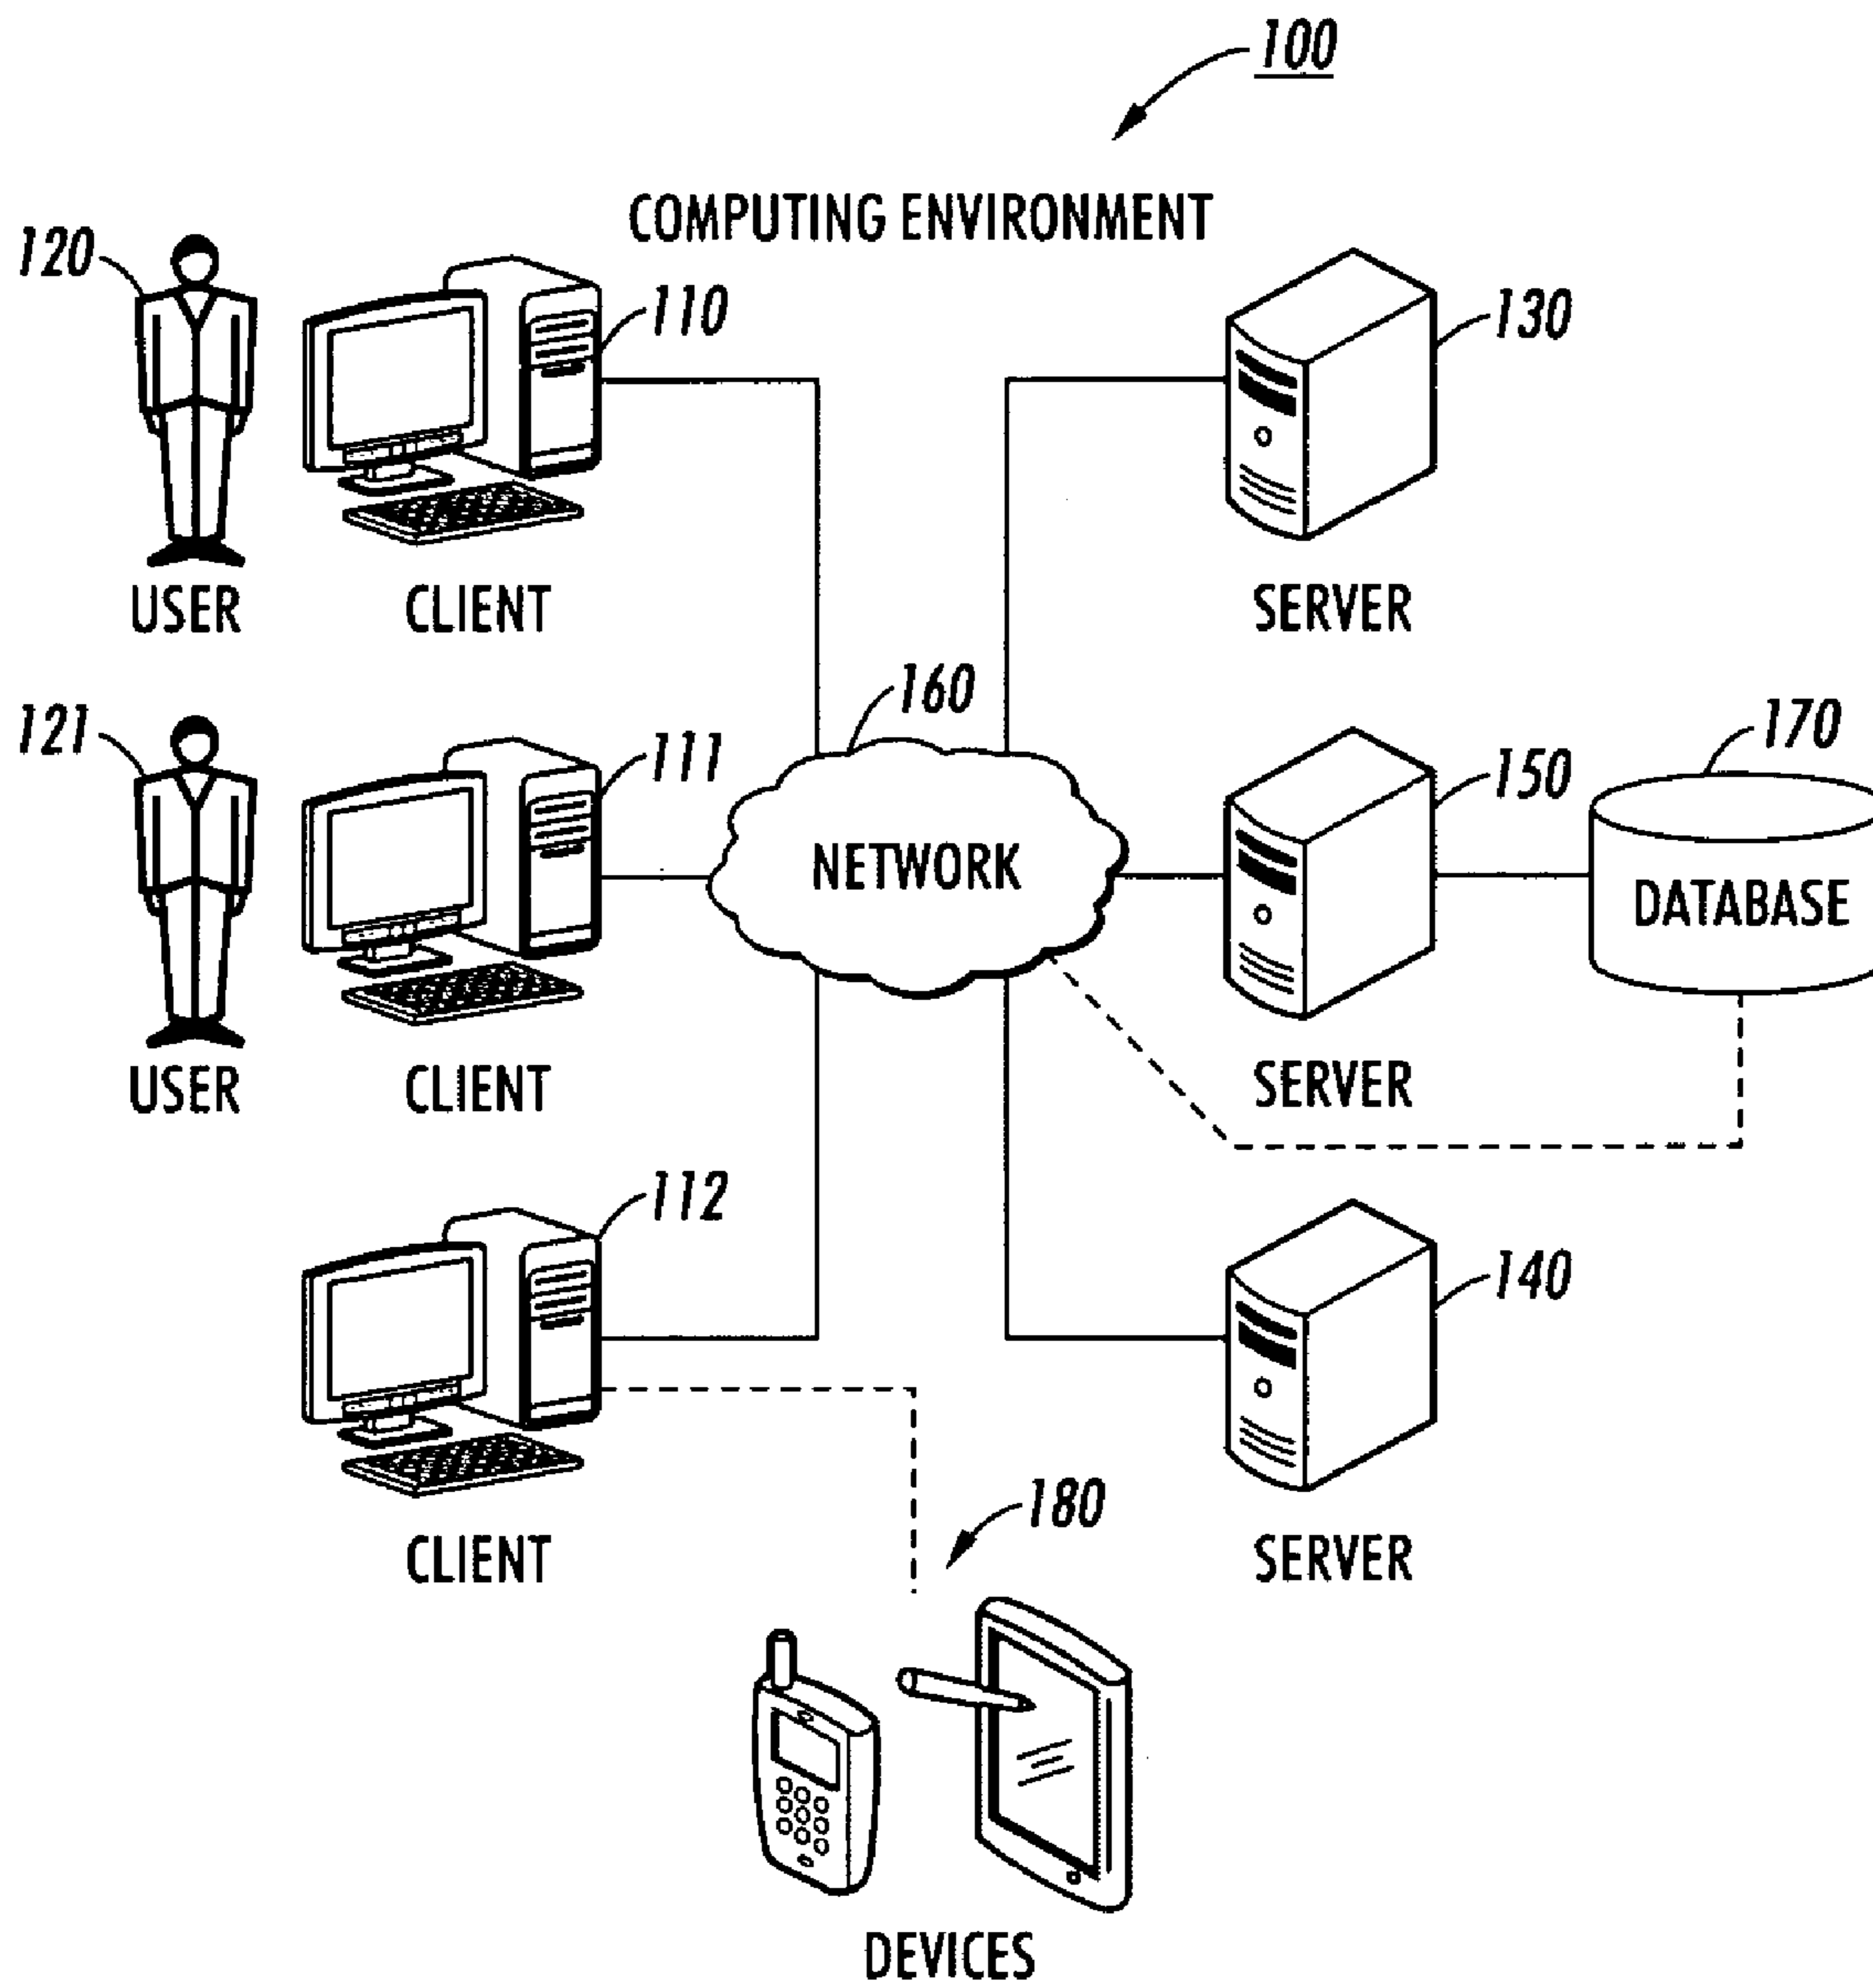 100
COMPUTING ENVIRONMENT
120
110
130
USER
CLIENT
SERVER
160
121
111
150
170
NETWORK
DATABASE
USER
CLIENT
SERVER
112
140
180
CLIENT
SERVER
DEVICES